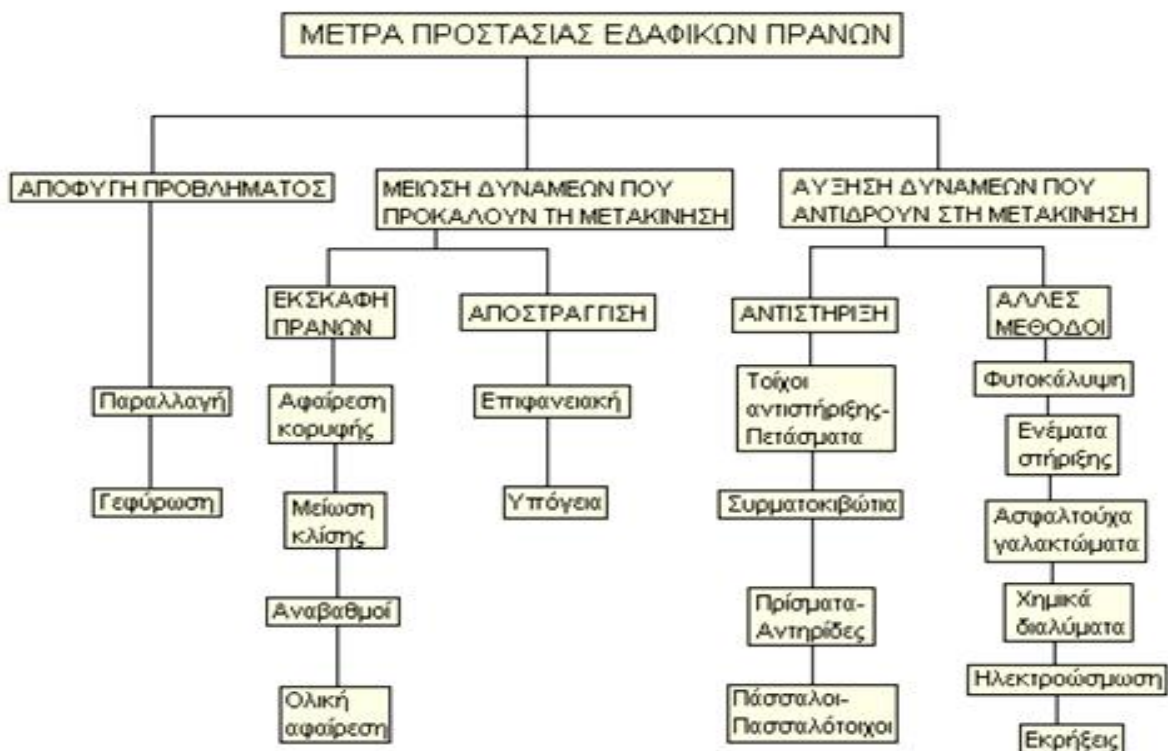 ΜΕΤΡΑ ΠΡΟΣΤΑΣΙΑΣ ΕΔΑΦΙΚΩΝ ΠΡΑΝΩΝ
ΑΠΟΦΥΓΗ ΠΡΟΒΛΗΜΑΤΟΣ
ΜΕΙΩΣΗ ΔΥΝΑΜΕΩΝ ΠΟΥ
ΠΡΟΚΑΛΟΥΝ ΤΗ ΜΕΤΑΚΙΝΗΣΗ
ΑΥΞΗΣΗ ΔΥΝΑΜΕΩΝ ΠΟΥ
ΑΝΤΙΔΡΟΥΝ ΣΤΗ ΜΕΤΑΚΙΝΗΣΗ
Παραλλαγή
Γεφύρωση
ΕΚΣΚΑΦΗ
ΠΡΑΝΩΝ
Αφαίρεση
κορυφής
Μείωση
κλίσης
Αναβαθμοί
Ολική
αφαίρεση
ΑΠΟΣΤΡΑΓΓΙΣΗ
Επιφανειακή
Υπόγεια
ΑΝΤΙΣΤΗΡΙΞΗ
Τοίχοι
αντιστήριξης-
Πετάσματα
Συρματοκιβώτια
Πρίσματα-
Αντηρίδες
Πάσσαλοι-
Πασσαλότοιχοι
ΑΛΛΕΣ
ΜΕΘΟΔΟΙ
Φυτοκάλυψη
Ενέματα
στήριξης
Ασφαλτούχα
γαλακτώματα
Χημικά
διαλύματα
Ηλεκτροώσμωση
Εκρήξεις